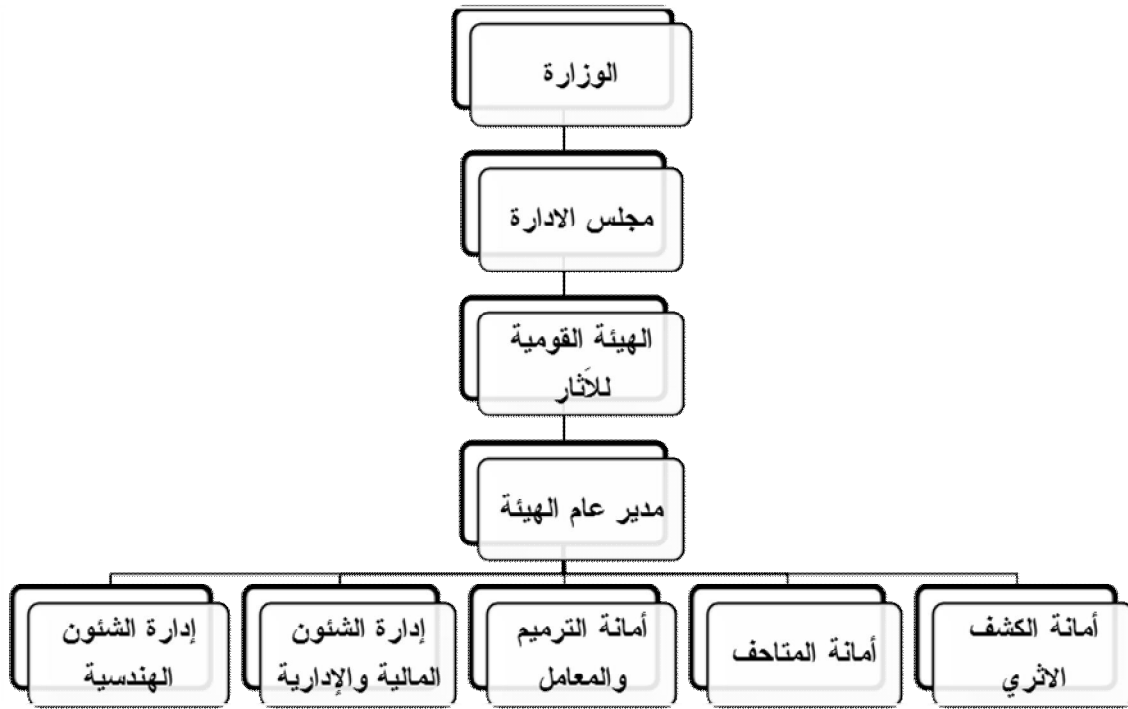 الوزارة
مجلس الادارة
الهيئة القومية
للآثار
مدير عام الهيئة
أمانة الكشف
الاثري
أمانة المتاحف
أمانة الترميم
والمعامل
إدارة الشئون
المالية والإدارية
إدارة الشئون
الهندسية